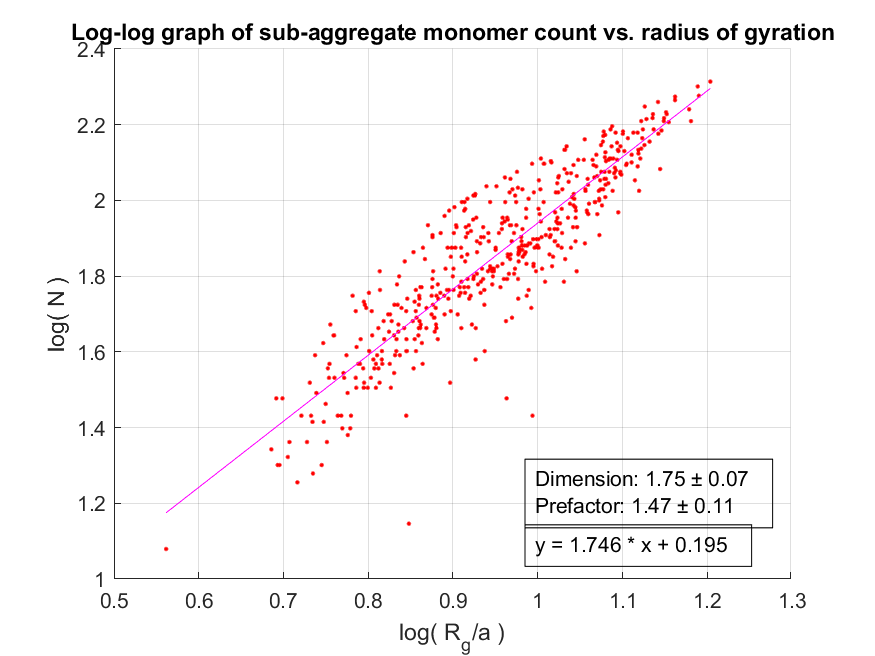 Log-log graph of sub-aggregate monomer count vs. radius of gyration
2.4
2.2
2
1.8
1.6
1.4
1.2
1
log( N )
Dimension: 1.75 ± 0.07
Prefactor: 1.47 ± 0.11
y = 1.746 * x + 0.195
0.5 0.6 0.7 0.8 0.9 1 1.1 1.2 1.3
log( R_g/a )